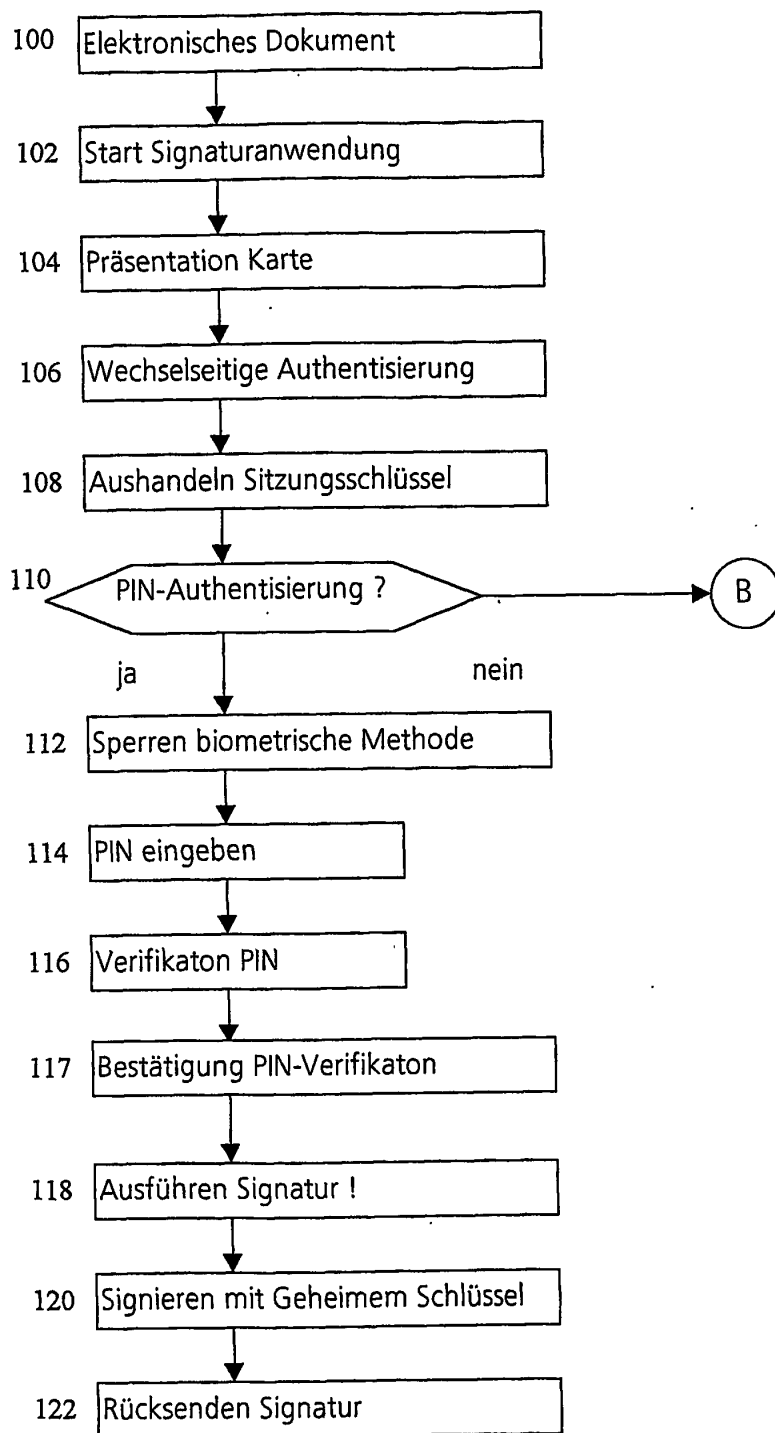 100 Elektronisches Dokument
102 Start Signaturanwendung
104 Präsentation Karte
106 Wechselseitige Authentisierung
108 Aushandeln Sitzungsschlüssel
110 PIN-Authentisierung ? B
ja nein
112 Sperren biometrische Methode
114 PIN eingeben
116 Verifikaton PIN
117 Bestätigung PIN-Verifikaton
118 Ausführen Signatur !
120 Signieren mit Geheimem Schlüssel
122 Rücksenden Signatur